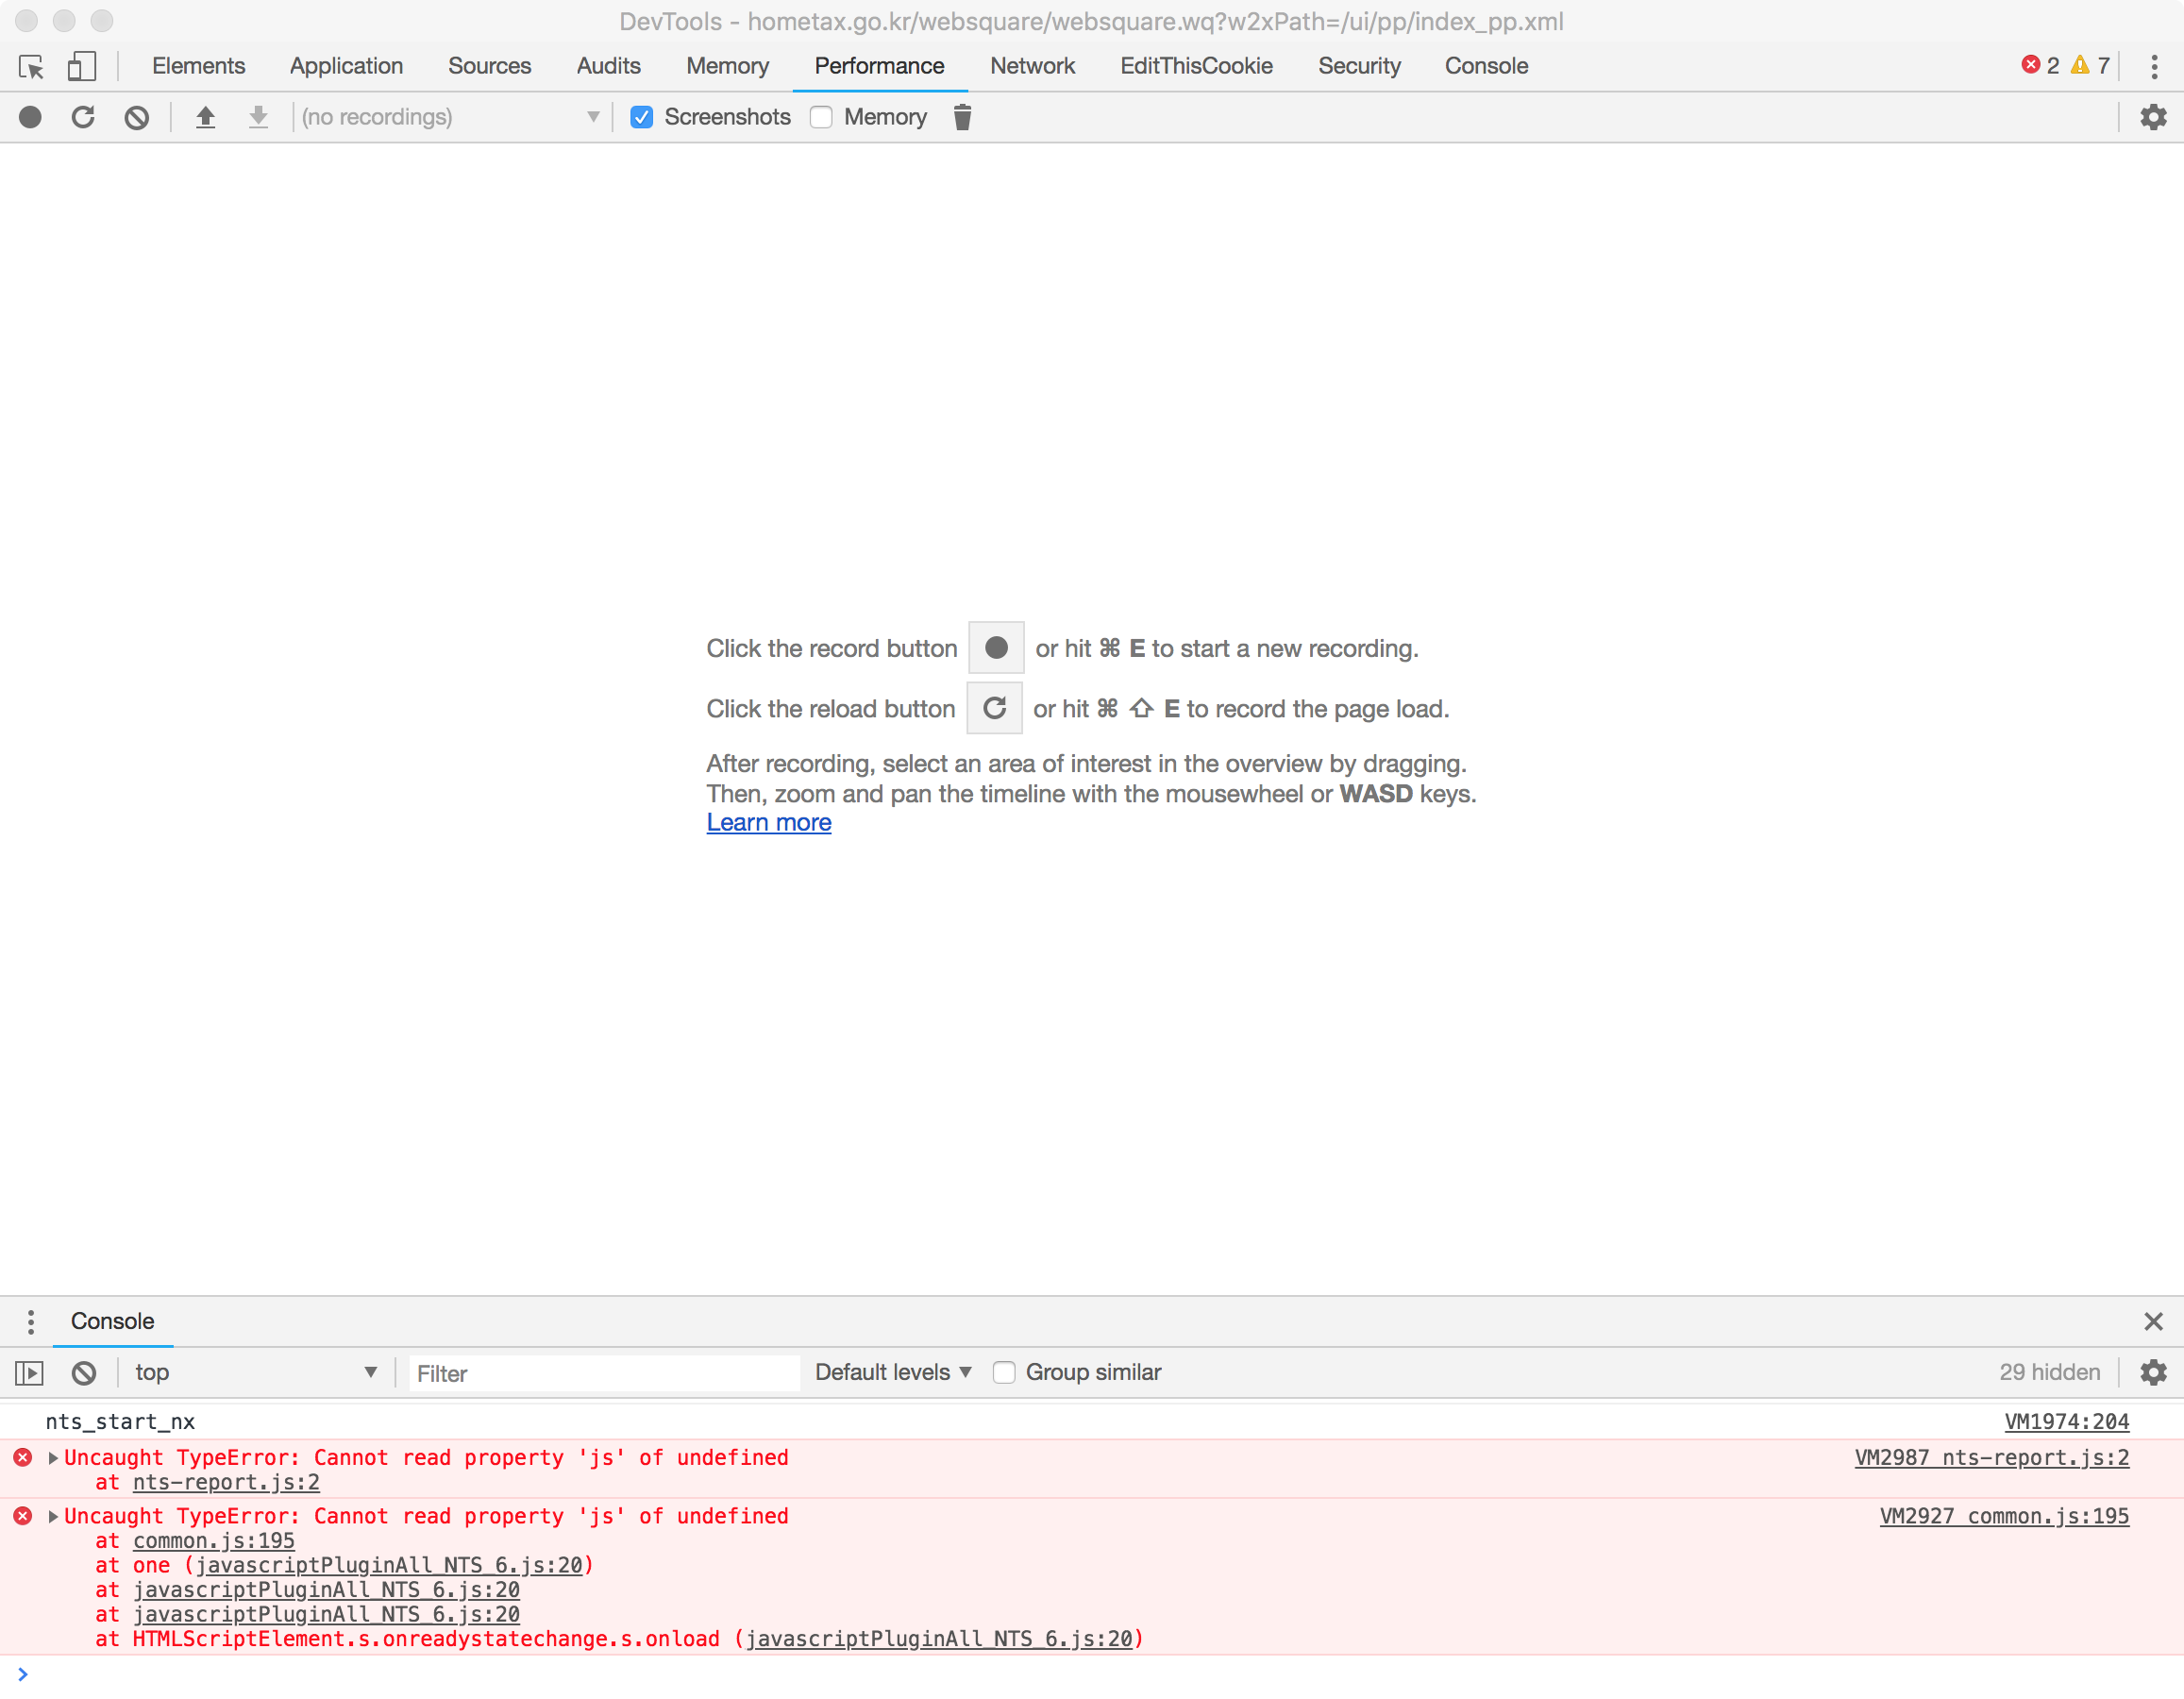 DevTools - hometax.go.kr/websquare/websquare.wq?w2xPath=/ui/pp/index_pp.xml
Elements Application Sources Audits Memory Performance Network EditThisCookie Security Console 2 7
(no recordings) Screenshots Memory
Click the record button or hit ⌘ E to start a new recording.
Click the reload button or hit ⌘ ⇧ E to record the page load.
After recording, select an area of interest in the overview by dragging.
Then, zoom and pan the timeline with the mousewheel or WASD keys.
Learn more
Console
top Filter Default levels Group similar 29 hidden
nts_start_nx VM1974:204
Uncaught TypeError: Cannot read property 'js' of undefined VM2987 nts-report.js:2
at nts-report.js:2
Uncaught TypeError: Cannot read property 'js' of undefined VM2927 common.js:195
at common.js:195
at one (javascriptPluginAll_NTS_6.js:20)
at javascriptPluginAll_NTS_6.js:20
at javascriptPluginAll_NTS_6.js:20
at HTMLScriptElement.s.onreadystatechange.s.onload (javascriptPluginAll_NTS_6.js:20)